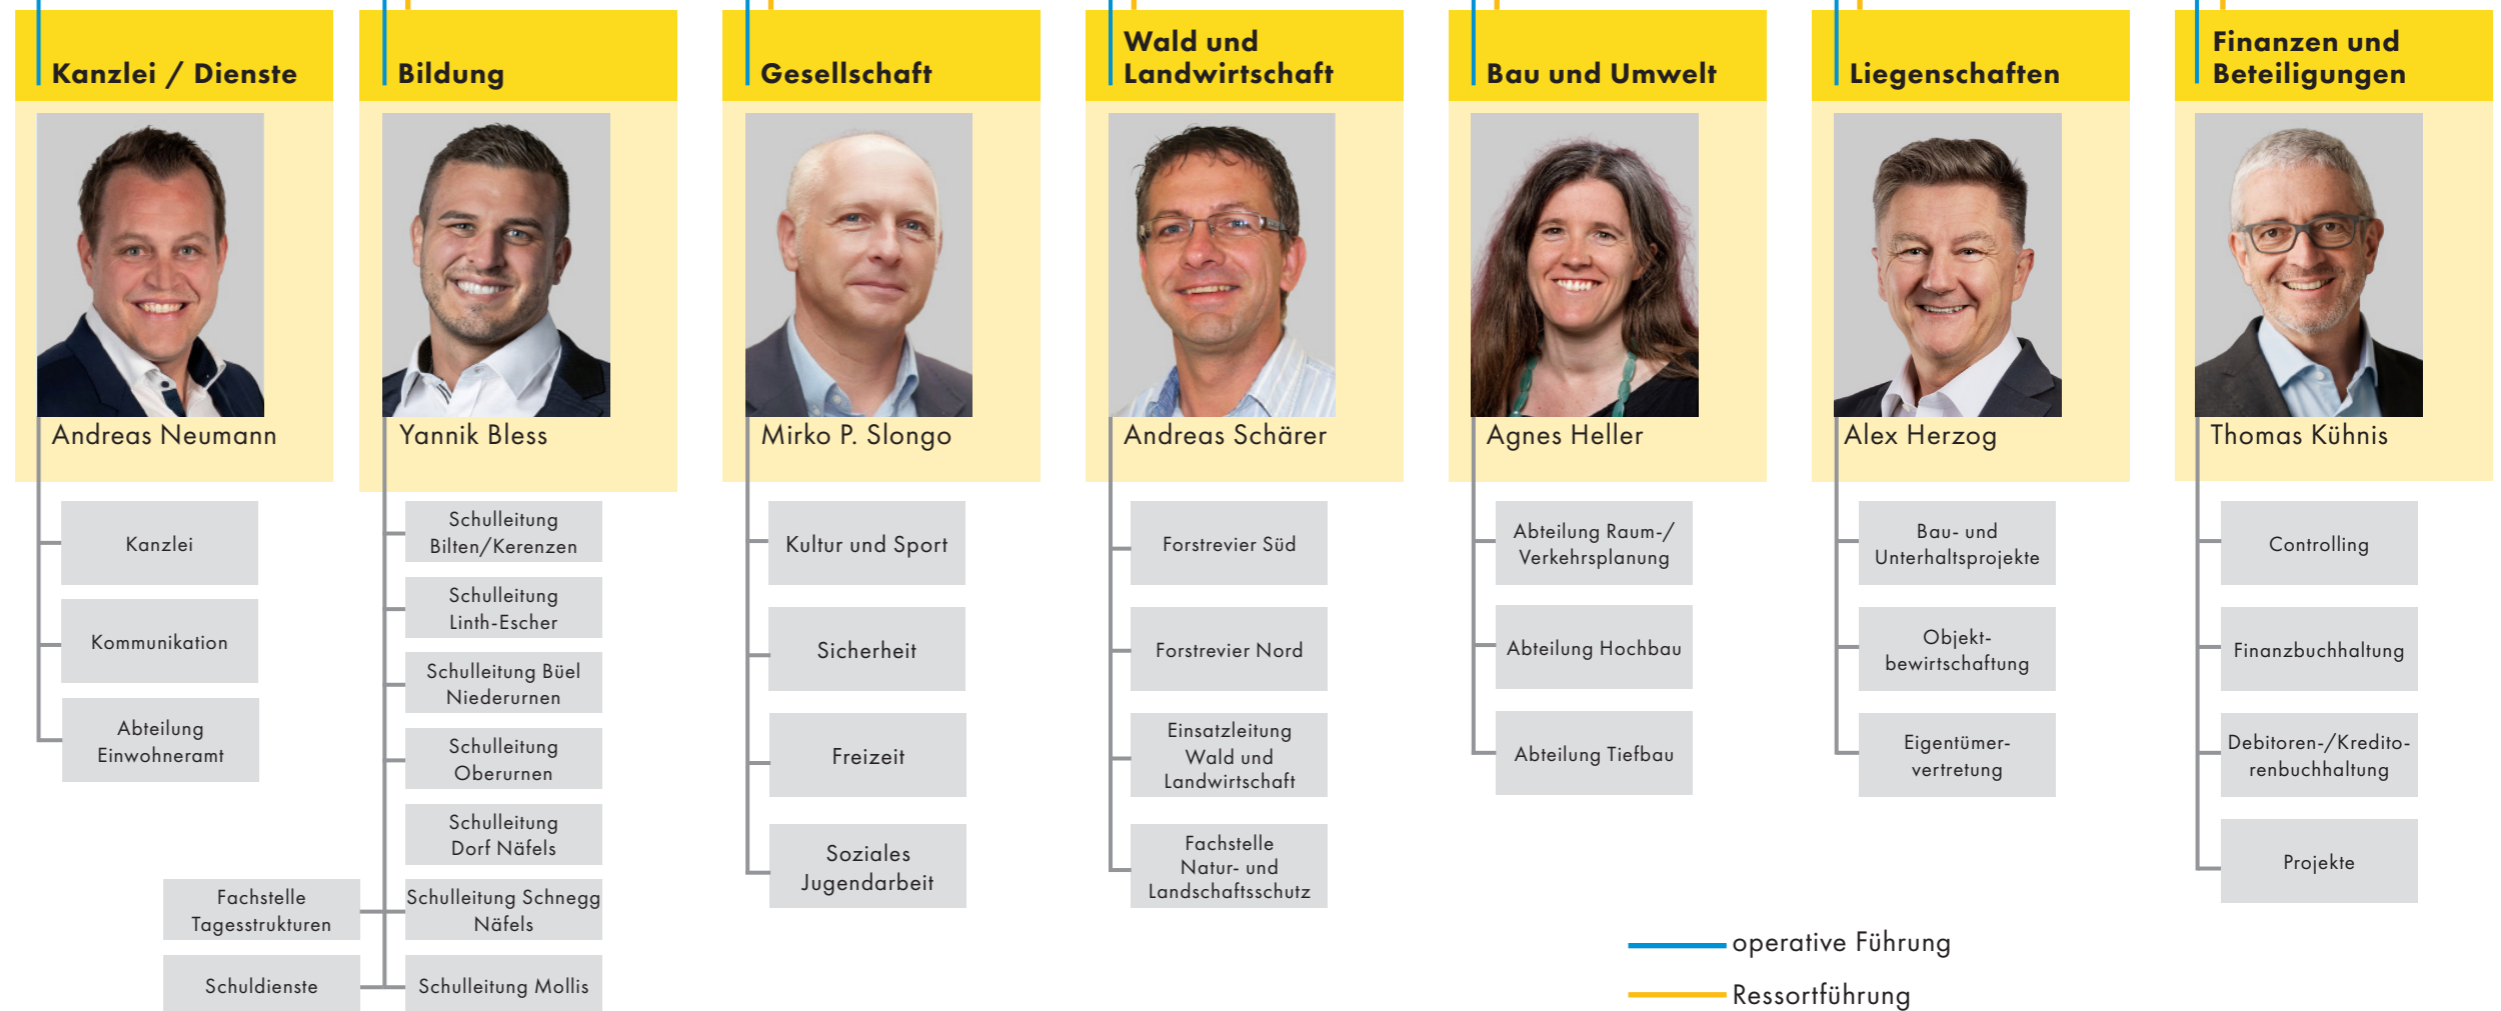 Kanzlei / Dienste
Andreas Neumann
Kanzlei
Kommunikation
Abteilung
Einwohneramt
Bildung
Yannik Bless
Schulleitung
Bilten/Kerenzen
Schulleitung
Linth-Escher
Schulleitung Büel
Niederurnen
Schulleitung
Oberurnen
Schulleitung
Dorf Näfels
Fachstelle
Tagesstrukturen
Schulleitung Schnegg
Näfels
Schuldienste
Schulleitung Mollis
Gesellschaft
Mirko P. Slongo
Kultur und Sport
Sicherheit
Freizeit
Soziales
Jugendarbeit
Wald und
Landwirtschaft
Andreas Schärer
Forstrevier Süd
Forstrevier Nord
Einsatzleitung
Wald und
Landwirtschaft
Fachstelle
Natur- und
Landschaftsschutz
Bau und Umwelt
Agnes Heller
Abteilung Raum-/
Verkehrsplanung
Abteilung Hochbau
Abteilung Tiefbau
Liegenschaften
Alex Herzog
Bau- und
Unterhaltsprojekte
Objekt-
bewirtschaftung
Eigentümer-
vertretung
Finanzen und
Beteiligungen
Thomas Kühnis
Controlling
Finanzbuchhaltung
Debitoren-/Kredito-
renbuchhaltung
Projekte
operative Führung
Ressortführung